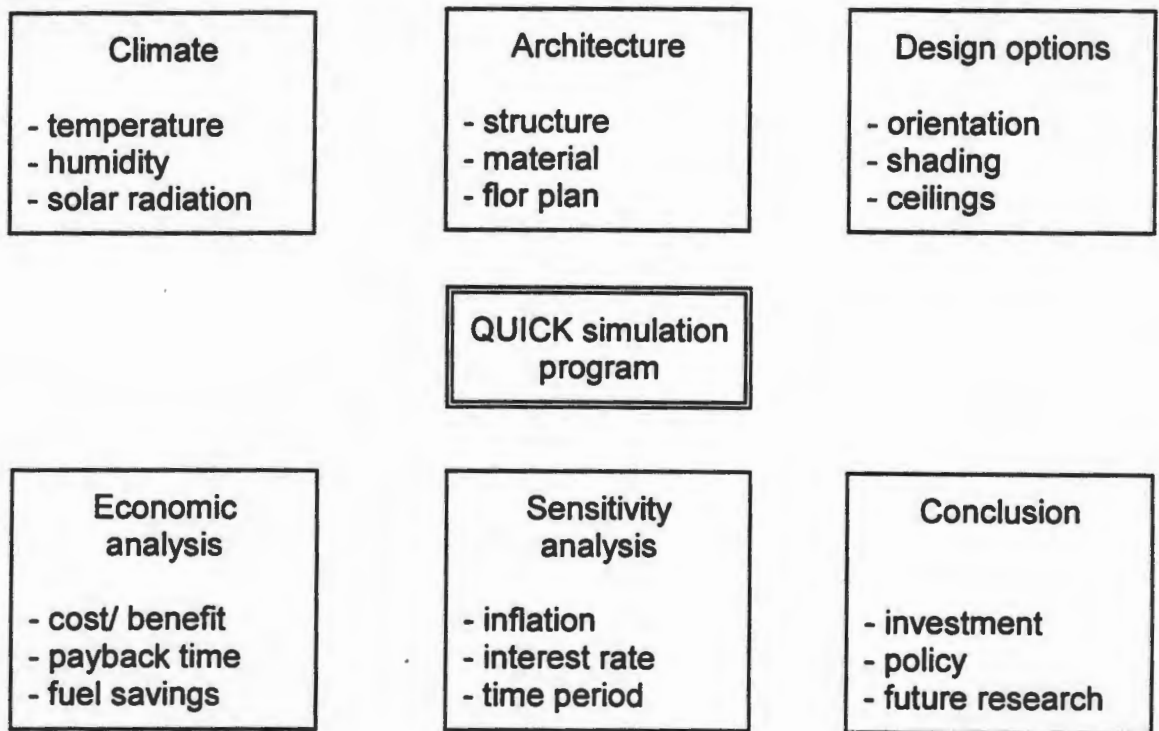 Climate
- temperature
- humidity
- solar radiation
Architecture
- structure
- material
- flor plan
Design options
- orientation
- shading
- ceilings
QUICK simulation
program
Economic
analysis
- cost/ benefit
- payback time
- fuel savings
Sensitivity
analysis
- inflation
- interest rate
- time period
Conclusion
- investment
- policy
- future research